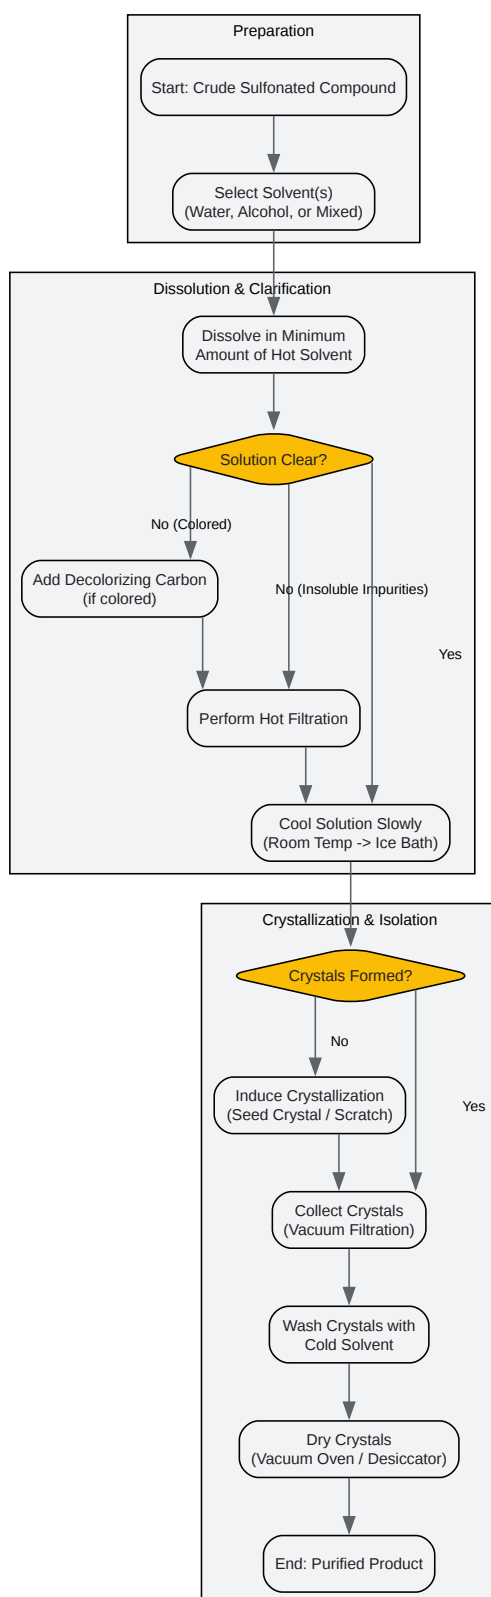 Preparation
Start: Crude Sulfonated Compound
Select Solvent(s)
(Water, Alcohol, or Mixed)
Dissolution & Clarification
Dissolve in Minimum
Amount of Hot Solvent
Solution Clear?
No (Colored)
Add Decolorizing Carbon
(if colored)
No (Insoluble Impurities)
Yes
Perform Hot Filtration
Cool Solution Slowly
(Room Temp -> Ice Bath)
Crystallization & Isolation
Crystals Formed?
No
Induce Crystallization
(Seed Crystal / Scratch)
Yes
Collect Crystals
(Vacuum Filtration)
Wash Crystals with
Cold Solvent
Dry Crystals
(Vacuum Oven / Desiccator)
End: Purified Product